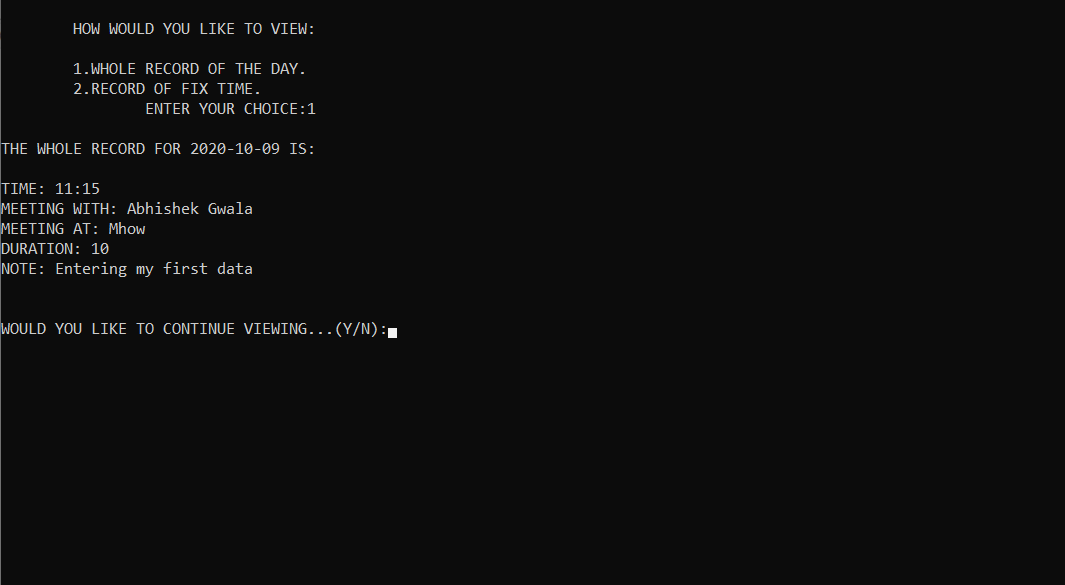 HOW WOULD YOU LIKE TO VIEW:
1.WHOLE RECORD OF THE DAY.
2.RECORD OF FIX TIME.
ENTER YOUR CHOICE:1
THE WHOLE RECORD FOR 2020-10-09 IS:
TIME: 11:15
MEETING WITH: Abhishek Gwala
MEETING AT: Mhow
DURATION: 10
NOTE: Entering my first data
WOULD YOU LIKE TO CONTINUE VIEWING...(Y/N):